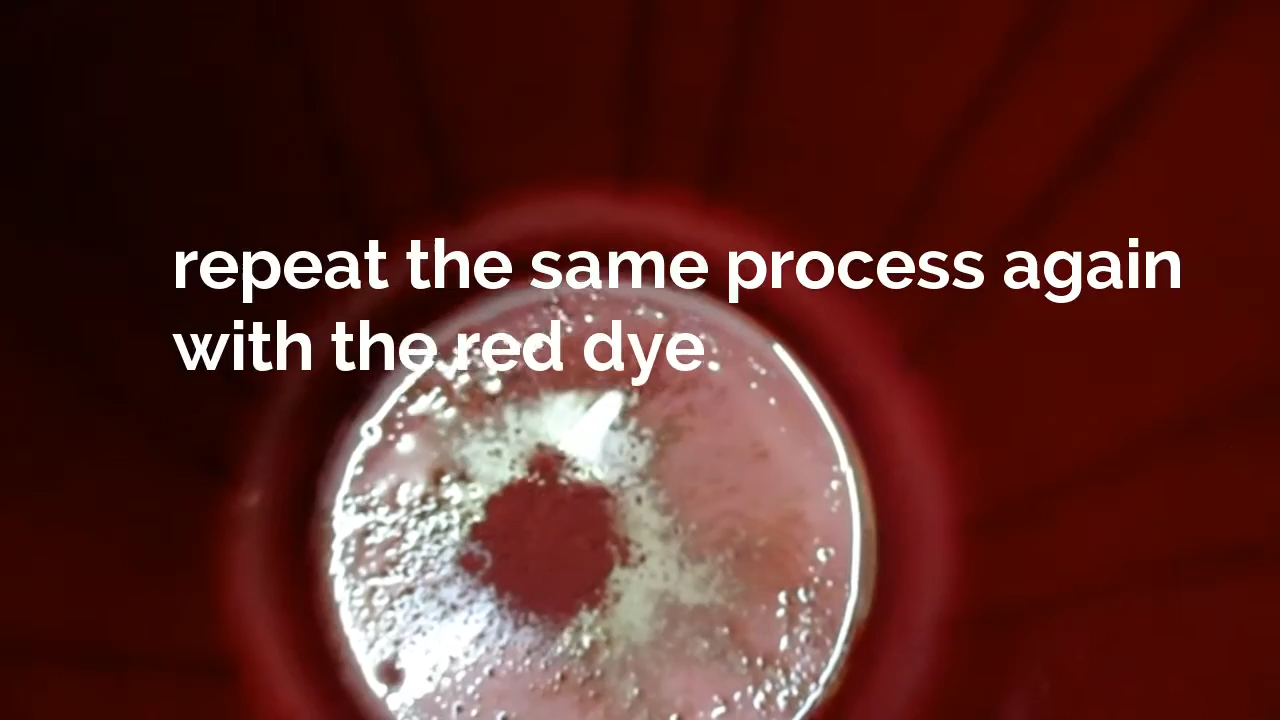 repeat the same process again
with the red dye.